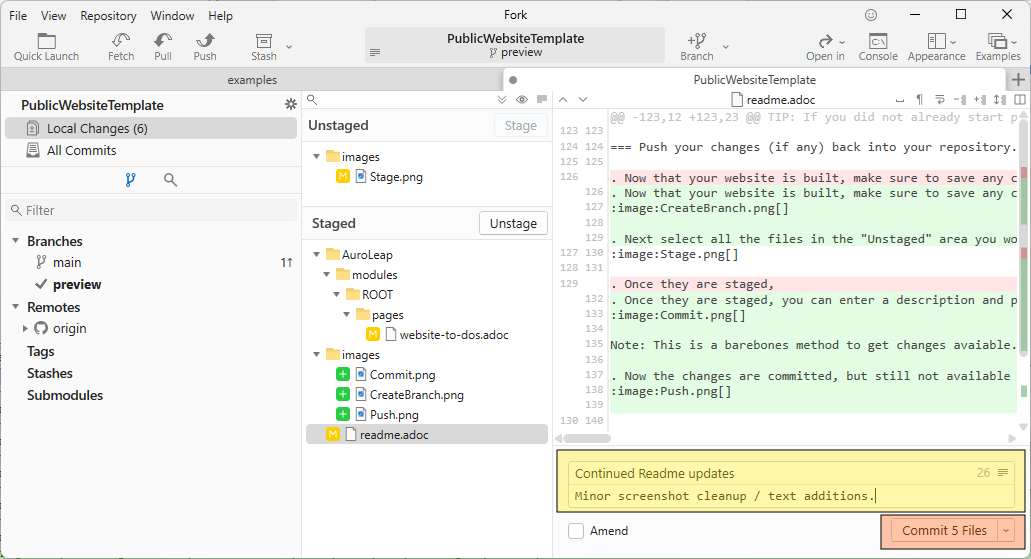 File View Repository Window Help
Fork
Quick Launch
Fetch
Pull
Push
Stash
PublicWebsiteTemplate
preview
Branch
Open in
Console
Appearance
Examples
examples
PublicWebsiteTemplate
PublicWebsiteTemplate
Local Changes (6)
All Commits
Filter
Branches
main 1↑
preview
Remotes
origin
Tags
Stashes
Submodules
Unstaged Stage
images
M Stage.png
Staged Unstage
AuroLeap
modules
ROOT
pages
M website-to-dos.adoc
images
+ Commit.png
+ CreateBranch.png
+ Push.png
M readme.adoc
readme.adoc
@@ -123,12 +123,23 @@ TIP: If you did not already start p
123 123
124 124 === Push your changes (if any) back into your repository.
125 125
126 . Now that your website is built, make sure to save any c
126 . Now that your website is built, make sure to save any c
127 :image:CreateBranch.png[]
128
129 . Next select all the files in the "Unstaged" area you wo
127 130 :image:Stage.png[]
128 131
129 . Once they are staged,
132 . Once they are staged, you can enter a description and p
133 :image:Commit.png[]
134
135 Note: This is a barebones method to get changes avaiable.
136
137 . Now the changes are committed, but still not available
138 :image:Push.png[]
139
130 140
Continued Readme updates 26
Minor screenshot cleanup / text additions.
Amend
Commit 5 Files